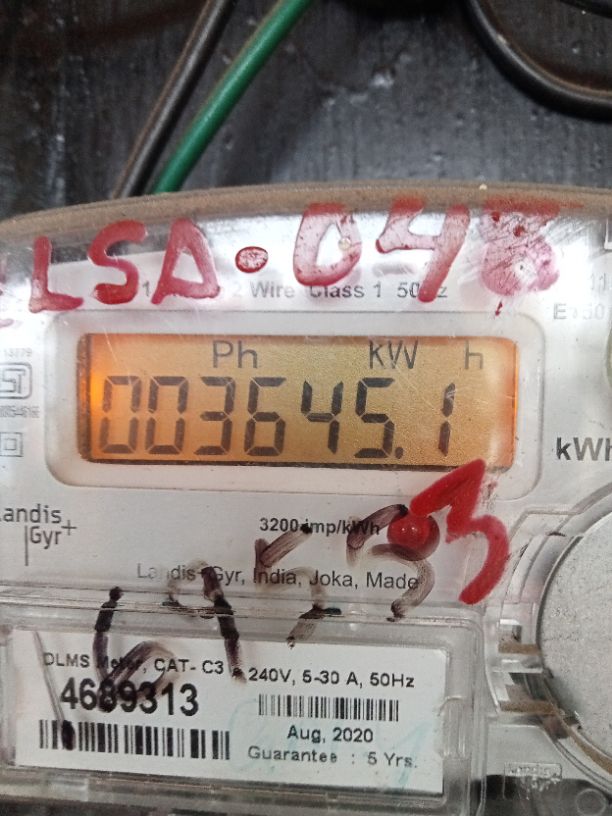 LSA.048
2 Wire Class 1 50Hz
13779
Ph kW h
003645.1
kWh
Landis
Gyr+
3200 imp/kWh
3
Landis+Gyr, India, Joka, Made
DLMS Meter, CAT- C3 240V, 5-30 A, 50Hz
4689313
Aug, 2020
Guarantee : 5 Yrs.